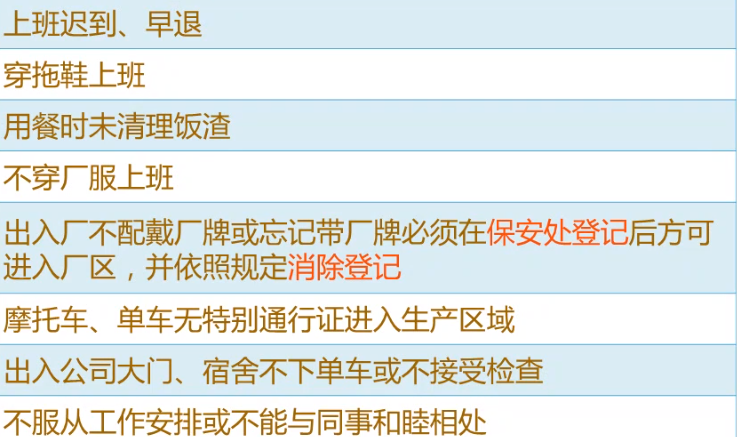 上班迟到、早退
穿拖鞋上班
用餐时未清理饭渣
不穿厂服上班
出入厂不配戴厂牌或忘记带厂牌必须在保安处登记后方可
进入厂区，并依照规定消除登记
摩托车、单车无特别通行证进入生产区域
出入公司大门、宿舍不下单车或不接受检查
不服从工作安排或不能与同事和睦相处